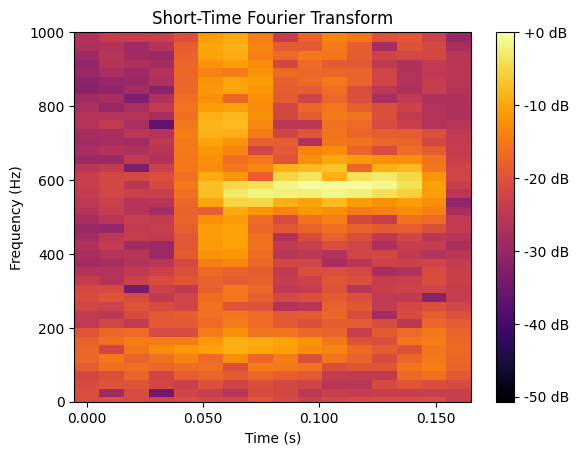 Short-Time Fourier Transform
1000
800
600
400
200
0
Frequency (Hz)
0.000
0.050
0.100
0.150
Time (s)
+0 dB
-10 dB
-20 dB
-30 dB
-40 dB
-50 dB